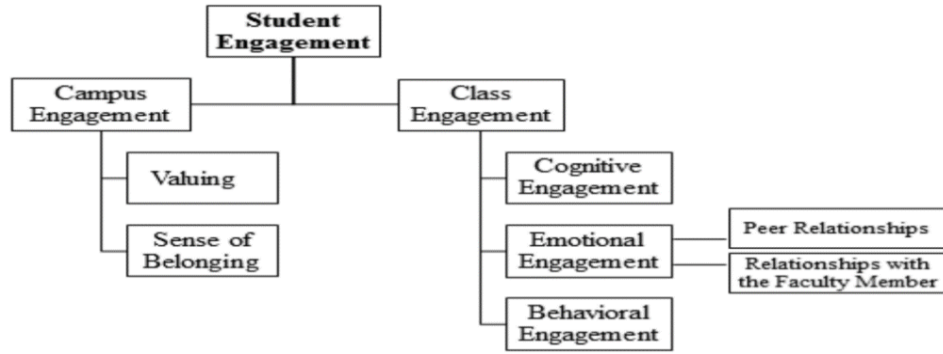 Student
Engagement
Campus
Engagement
Class
Engagement
Valuing
Sense of
Belonging
Cognitive
Engagement
Emotional
Engagement
Behavioral
Engagement
Peer Relationships
Relationships with
the Faculty Member